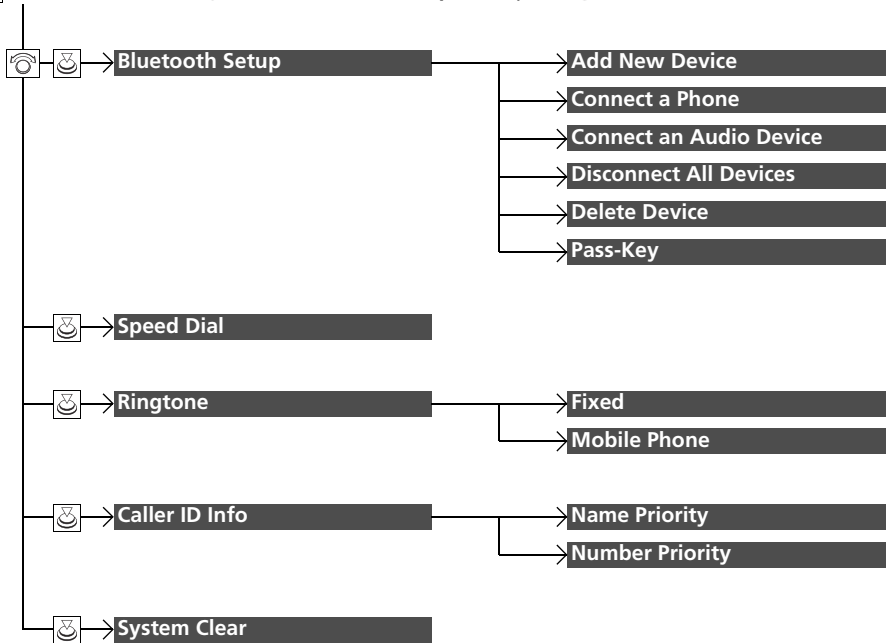 Bluetooth Setup
Add New Device
Connect a Phone
Connect an Audio Device
Disconnect All Devices
Delete Device
Pass-Key
Speed Dial
Ringtone
Fixed
Mobile Phone
Caller ID Info
Name Priority
Number Priority
System Clear